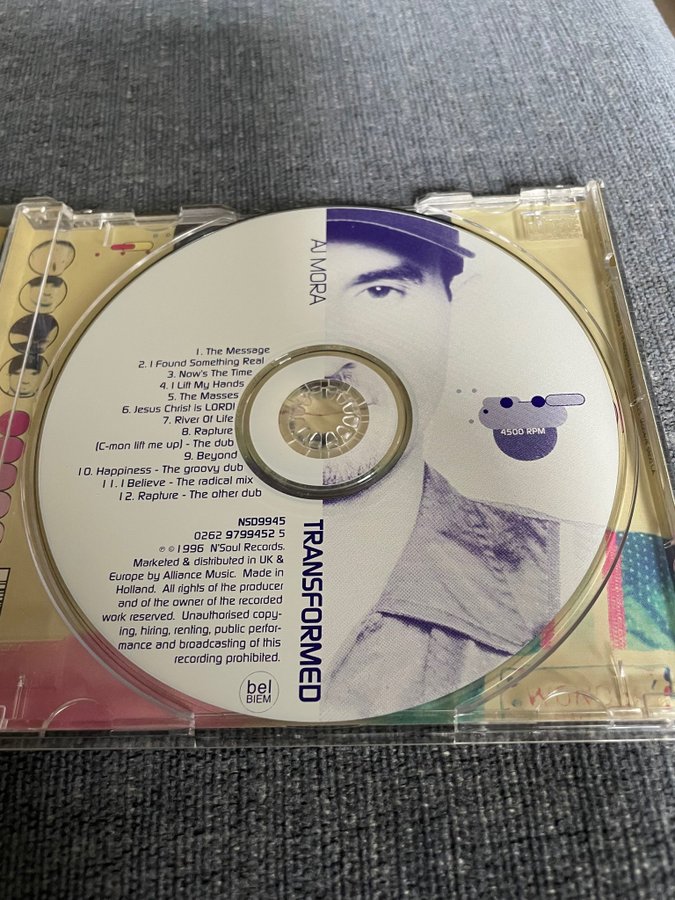 AJ MORA
1. The Message
2. I Found Something Real
3. Now's The Time
4. I Lift My Hands
5. The Masses
6. Jesus Christ is LORD!
7. River Of Life
8. Rapture
(C-mon lift me up) - The dub
9. Beyond
10. Happiness - The groovy dub
11. I Believe - The radical mix
12. Rapture - The other dub
4500 RPM
NSD9945
0262 9799452 5
℗ © 1996 N'Soul Records.
Marketed & distributed in UK &
Europe by Alliance Music. Made in
Holland. All rights of the producer
and of the owner of the recorded
work reserved. Unauthorised copy-
ing, hiring, renting, public perfor-
mance and broadcasting of this
recording prohibited.
TRANSFORMED
bel
BIEM